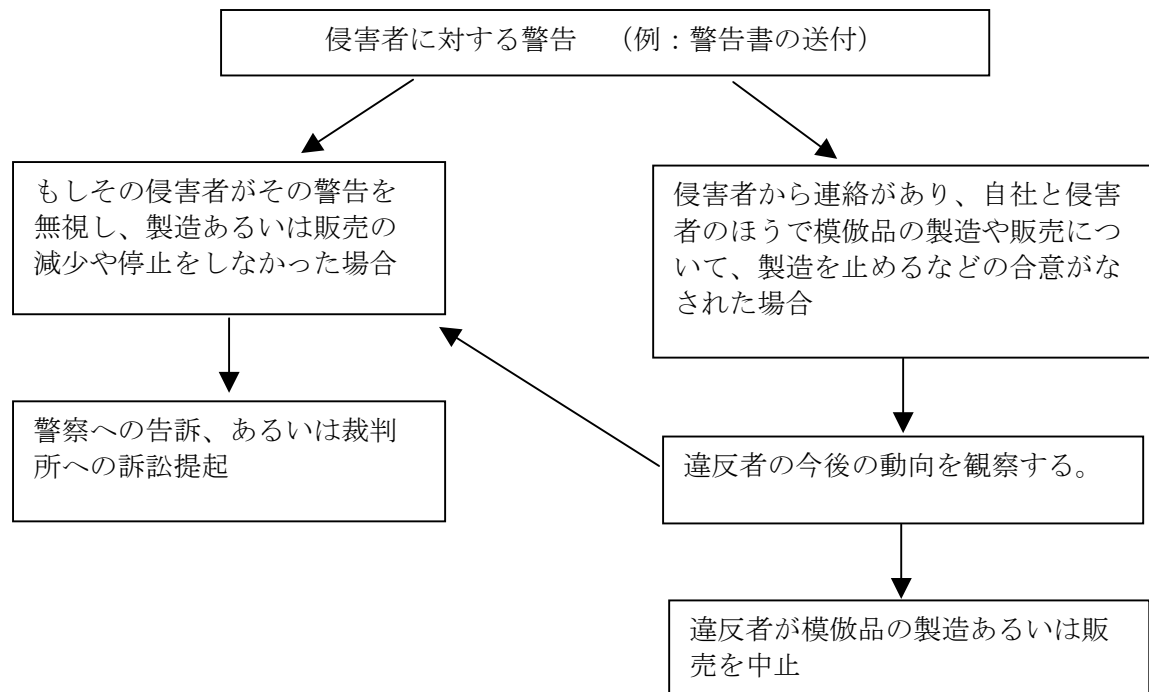 侵害者に対する警告　（例：警告書の送付）
もしその侵害者がその警告を
無視し、製造あるいは販売の
減少や停止をしなかった場合
侵害者から連絡があり、自社と侵害
者のほうで模倣品の製造や販売につ
いて、製造を止めるなどの合意がな
された場合
警察への告訴、あるいは裁判
所への訴訟提起
違反者の今後の動向を観察する。
違反者が模倣品の製造あるいは販
売を中止